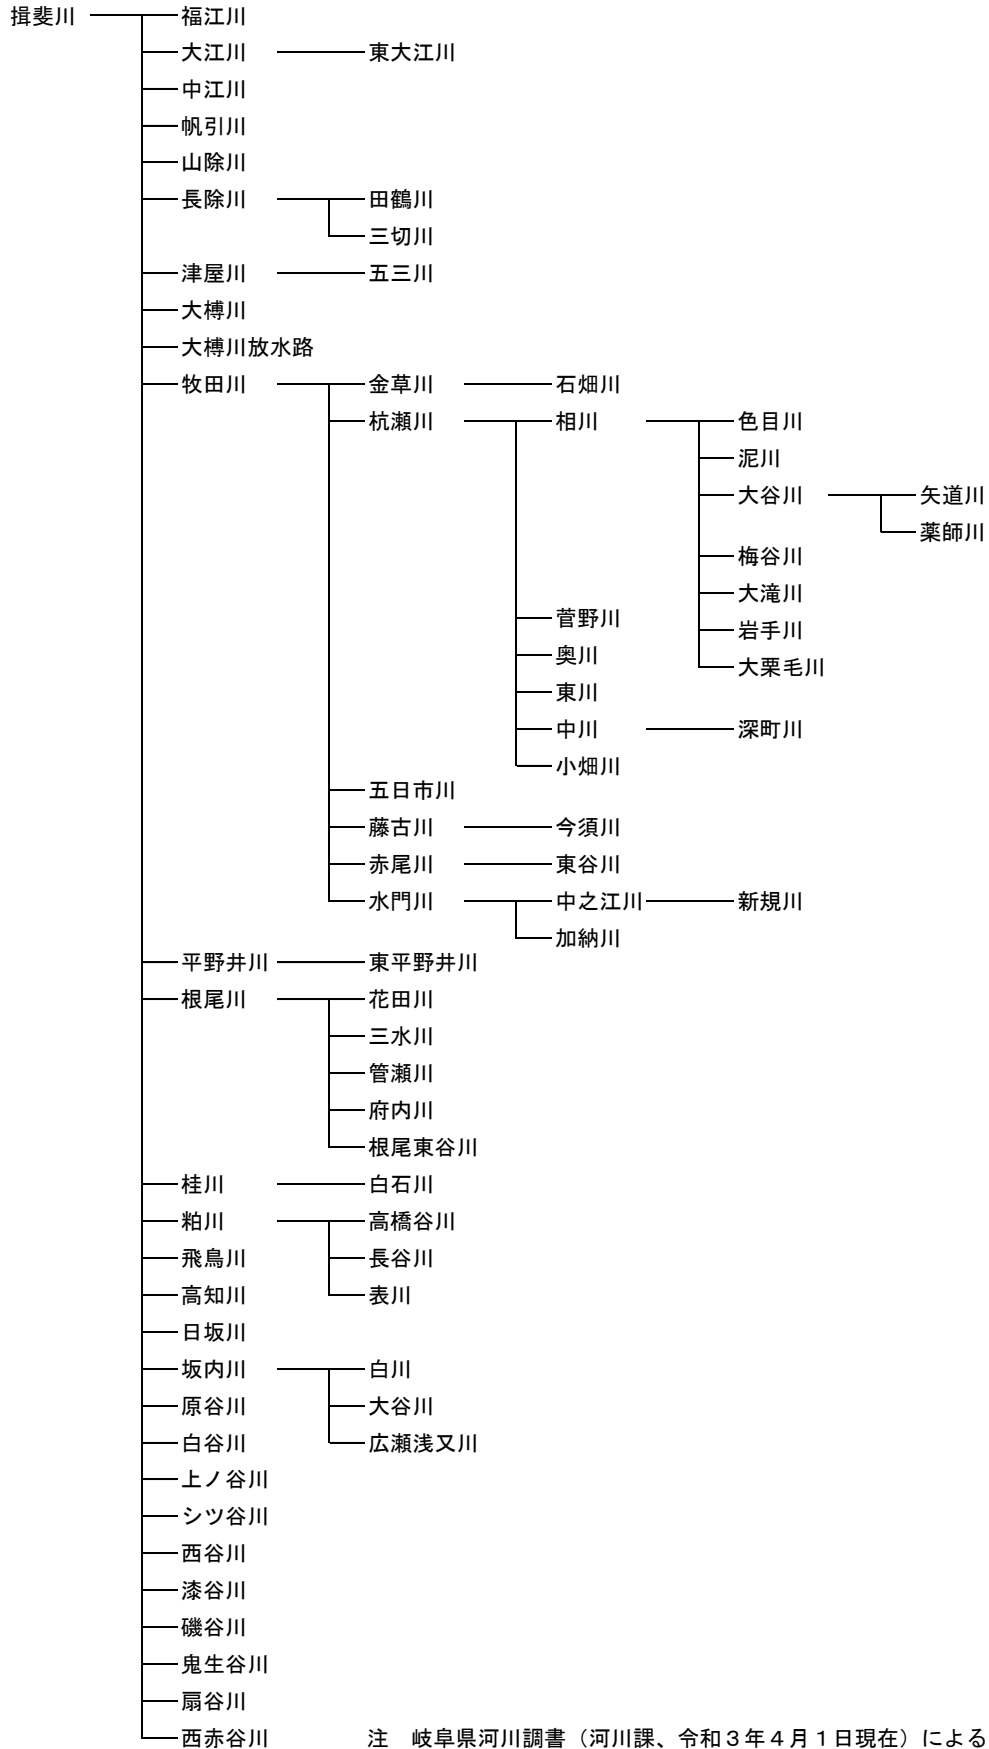 揖斐川 福江川
大江川 東大江川
中江川
帆引川
山除川
長除川 田鶴川
三切川
津屋川 五三川
大榑川
大榑川放水路
牧田川 金草川 石畑川
杭瀬川 相川 色目川
泥川
大谷川 矢道川
薬師川
梅谷川
大滝川
菅野川 岩手川
奥川 大栗毛川
東川
中川 深町川
小畑川
五日市川
藤古川 今須川
赤尾川 東谷川
水門川 中之江川 新規川
加納川
平野井川 東平野井川
根尾川 花田川
三水川
管瀬川
府内川
根尾東谷川
桂川 白石川
粕川 高橋谷川
飛鳥川 長谷川
高知川 表川
日坂川
坂内川 白川
原谷川 大谷川
白谷川 広瀬浅又川
上ノ谷川
シツ谷川
西谷川
漆谷川
磯谷川
鬼生谷川
扇谷川
西赤谷川 注　岐阜県河川調書（河川課、令和３年４月１日現在）による